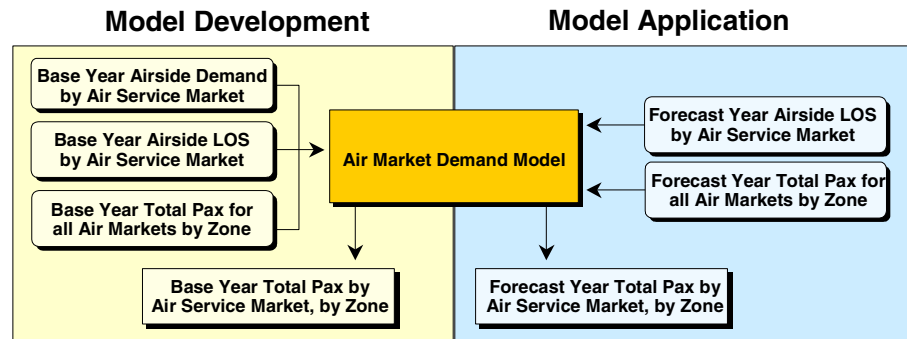 Model Development
Model Application
Base Year Airside Demand
by Air Service Market
Base Year Airside LOS
by Air Service Market
Base Year Total Pax for
all Air Markets by Zone
Air Market Demand Model
Forecast Year Airside LOS
by Air Service Market
Forecast Year Total Pax for
all Air Markets by Zone
Base Year Total Pax by
Air Service Market, by Zone
Forecast Year Total Pax by
Air Service Market, by Zone